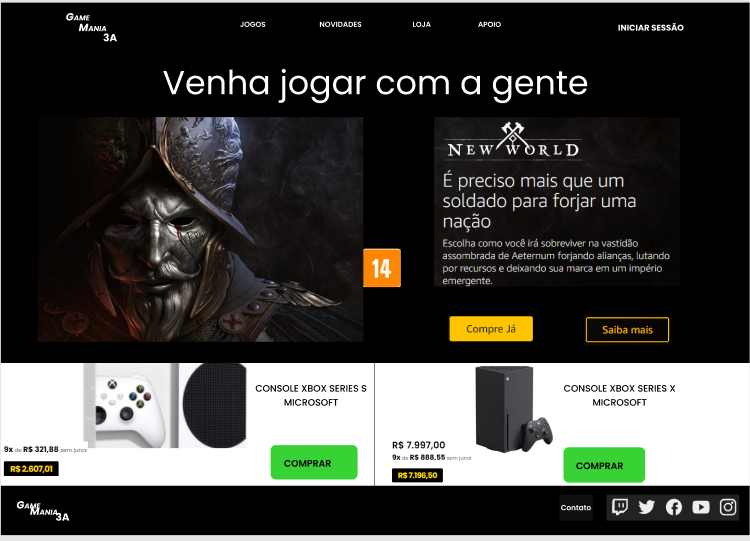 GAME
MANIA
3A
JOGOS NOVIDADES LOJA APOIO
INICIAR SESSÃO
Venha jogar com a gente
NEW WORLD
É preciso mais que um
soldado para forjar uma
nação
Escolha como você irá sobreviver na vastidão
assombrada de Aeternum forjando alianças, lutando
por recursos e deixando sua marca em um império
emergente.
14
Compre Já
Saiba mais
CONSOLE XBOX SERIES S
MICROSOFT
9x de R$ 321,88 sem juros
R$ 2.607,01
COMPRAR
CONSOLE XBOX SERIES X
MICROSOFT
R$ 7.997,00
9x de R$ 888,55 sem juros
R$ 7.196,50
COMPRAR
GAME
MANIA
3A
Contato